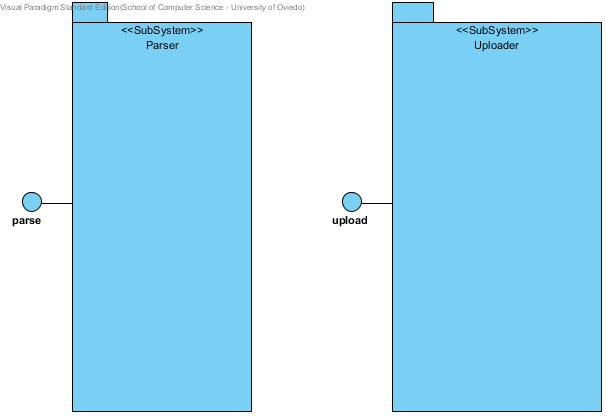 Visual Paradigm Standard Edition(School of Computer Science - University of Oviedo)
<<SubSystem>>
Parser
<<SubSystem>>
Uploader
parse
upload